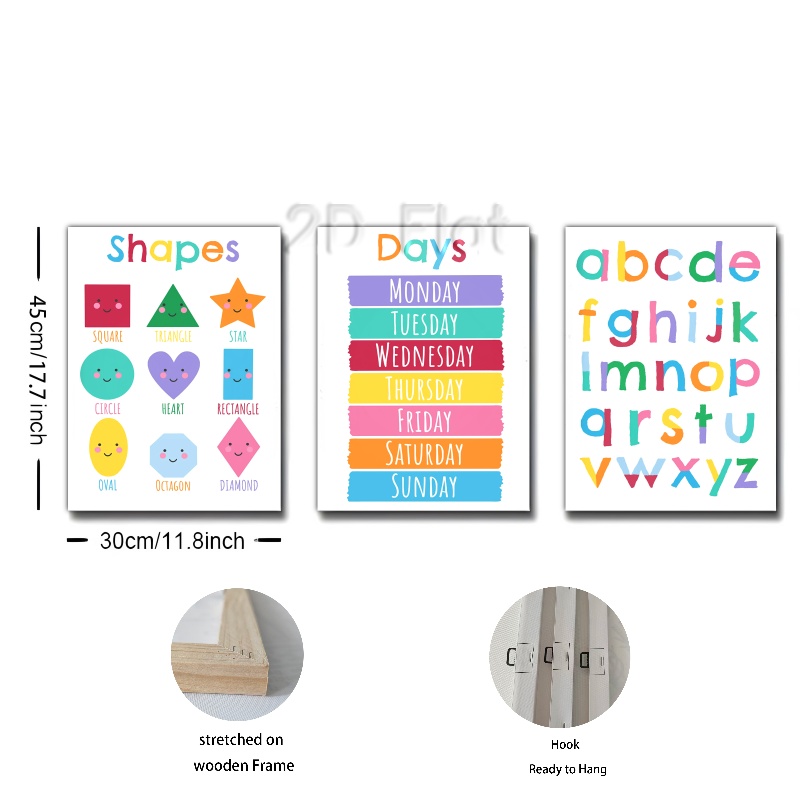 2D Flat
Shapes
SQUARE TRIANGLE STAR
CIRCLE HEART RECTANGLE
OVAL OCTAGON DIAMOND
Days
MONDAY
TUESDAY
WEDNESDAY
THURSDAY
FRIDAY
SATURDAY
SUNDAY
abcde
fghijk
lmnop
qrstu
vwxyz
45cm/17.7inch
30cm/11.8inch
stretched on
wooden Frame
Hook
Ready to Hang